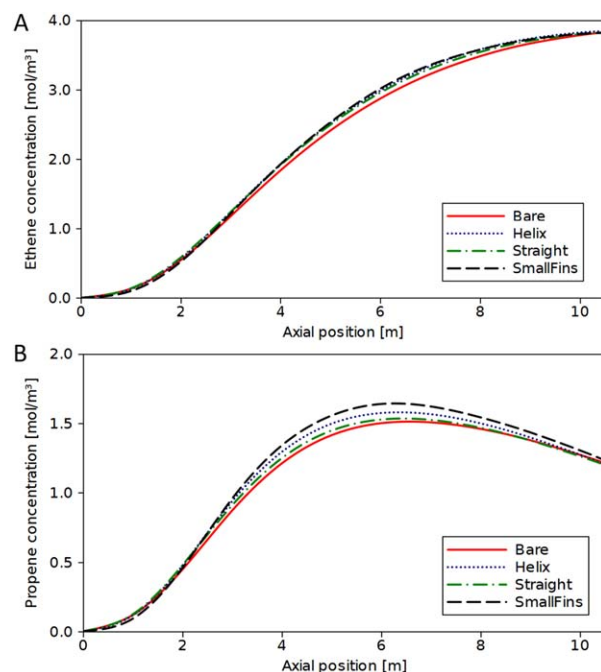 A
4.0
3.0
2.0
1.0
0.0
Ethene concentration [mol/m³]
Bare
Helix
Straight
SmallFins
0 2 4 6 8 10
Axial position [m]
B
2.0
1.5
1.0
0.5
0.0
Propene concentration [mol/m³]
Bare
Helix
Straight
SmallFins
0 2 4 6 8 10
Axial position [m]